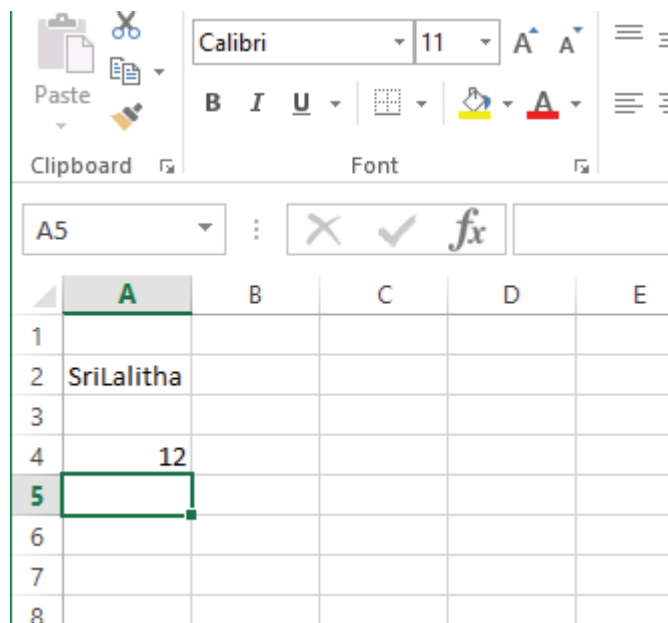 Calibri 11 A A
Paste
B I U A
Clipboard Font
A5 fx
A B C D E
1
2 SriLalitha
3
4 12
5
6
7
8